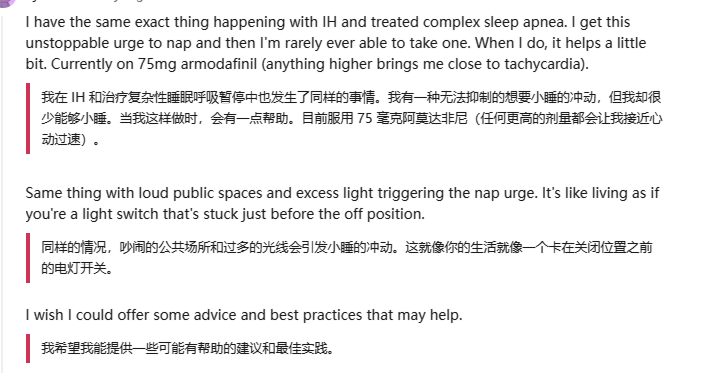 I have the same exact thing happening with IH and treated complex sleep apnea. I get this
unstoppable urge to nap and then I'm rarely ever able to take one. When I do, it helps a little
bit. Currently on 75mg armodafinil (anything higher brings me close to tachycardia).
我在 IH 和治疗复杂性睡眠呼吸暂停中也发生了同样的事情。我有一种无法抑制的想要小睡的冲动，但我却很
少能够小睡。当我这样做时，会有一点帮助。目前服用 75 毫克阿莫达非尼（任何更高的剂量都会让我接近心
动过速）。
Same thing with loud public spaces and excess light triggering the nap urge. It's like living as if
you're a light switch that's stuck just before the off position.
同样的情况，吵闹的公共场所和过多的光线会引发小睡的冲动。这就像你的生活就像一个卡在关闭位置之前
的电灯开关。
I wish I could offer some advice and best practices that may help.
我希望我能提供一些可能有帮助的建议和最佳实践。